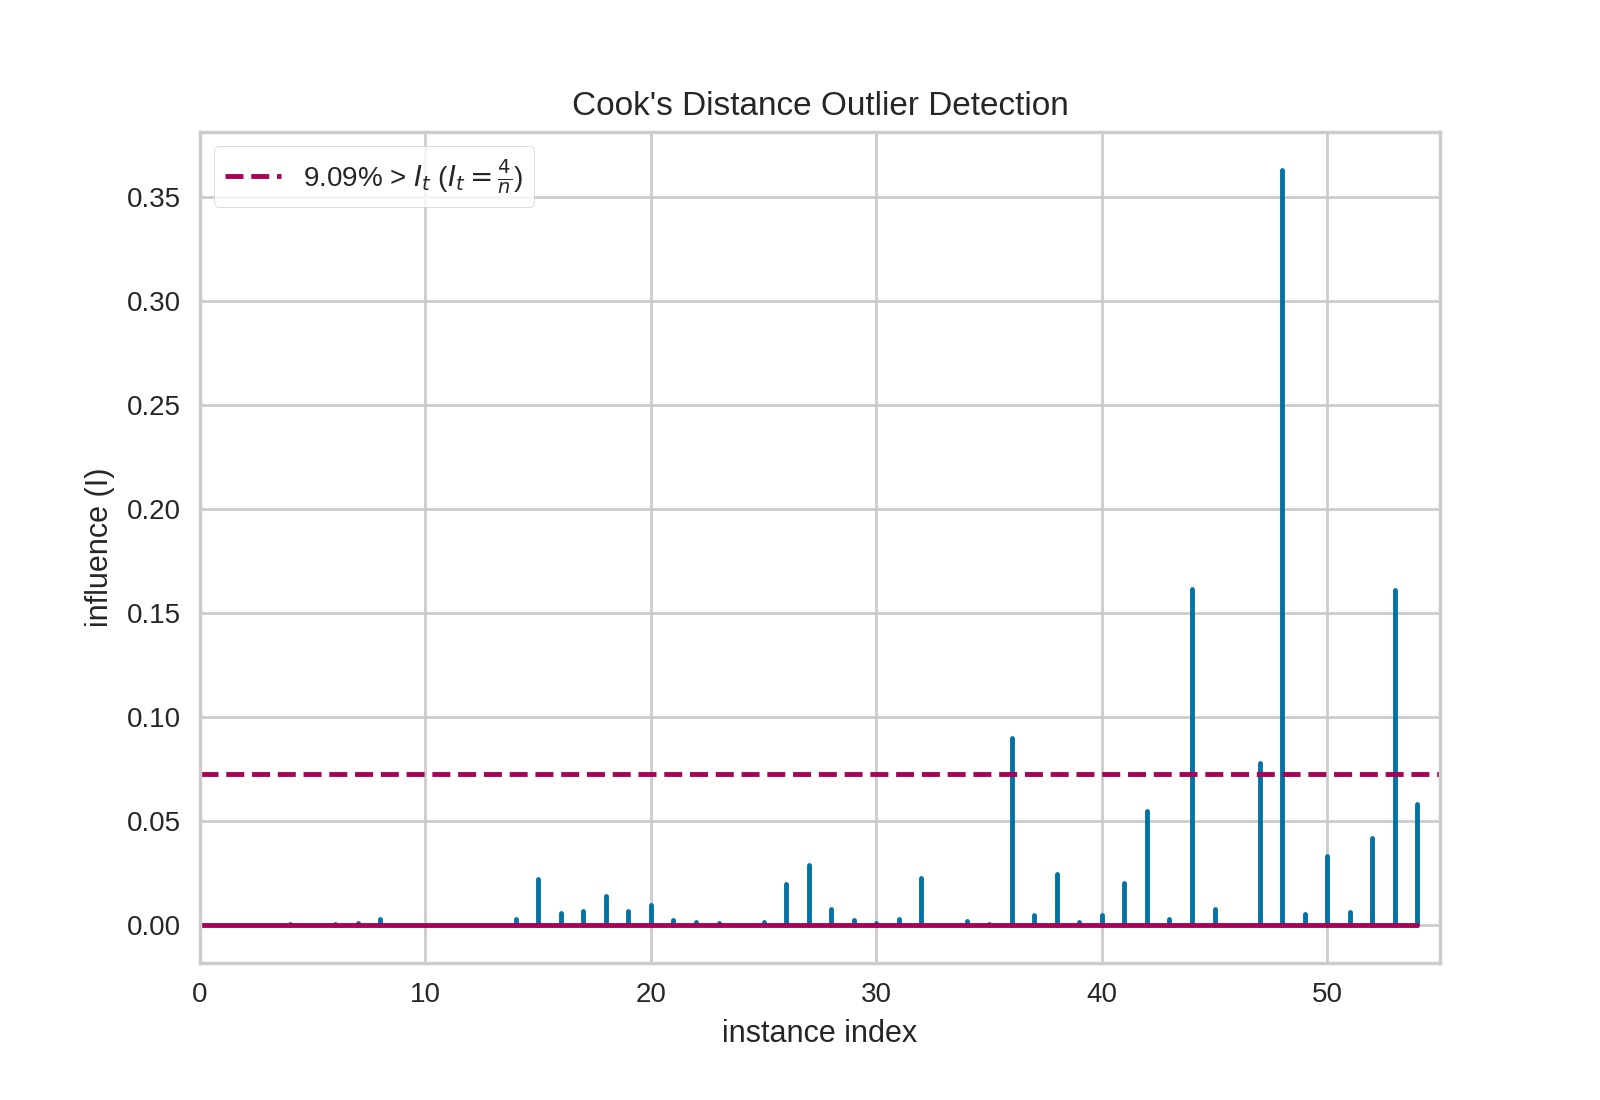 Cook's Distance Outlier Detection
9.09% > I_t (I_t = 4/n)
influence (I)
0.35
0.30
0.25
0.20
0.15
0.10
0.05
0.00
0 10 20 30 40 50
instance index